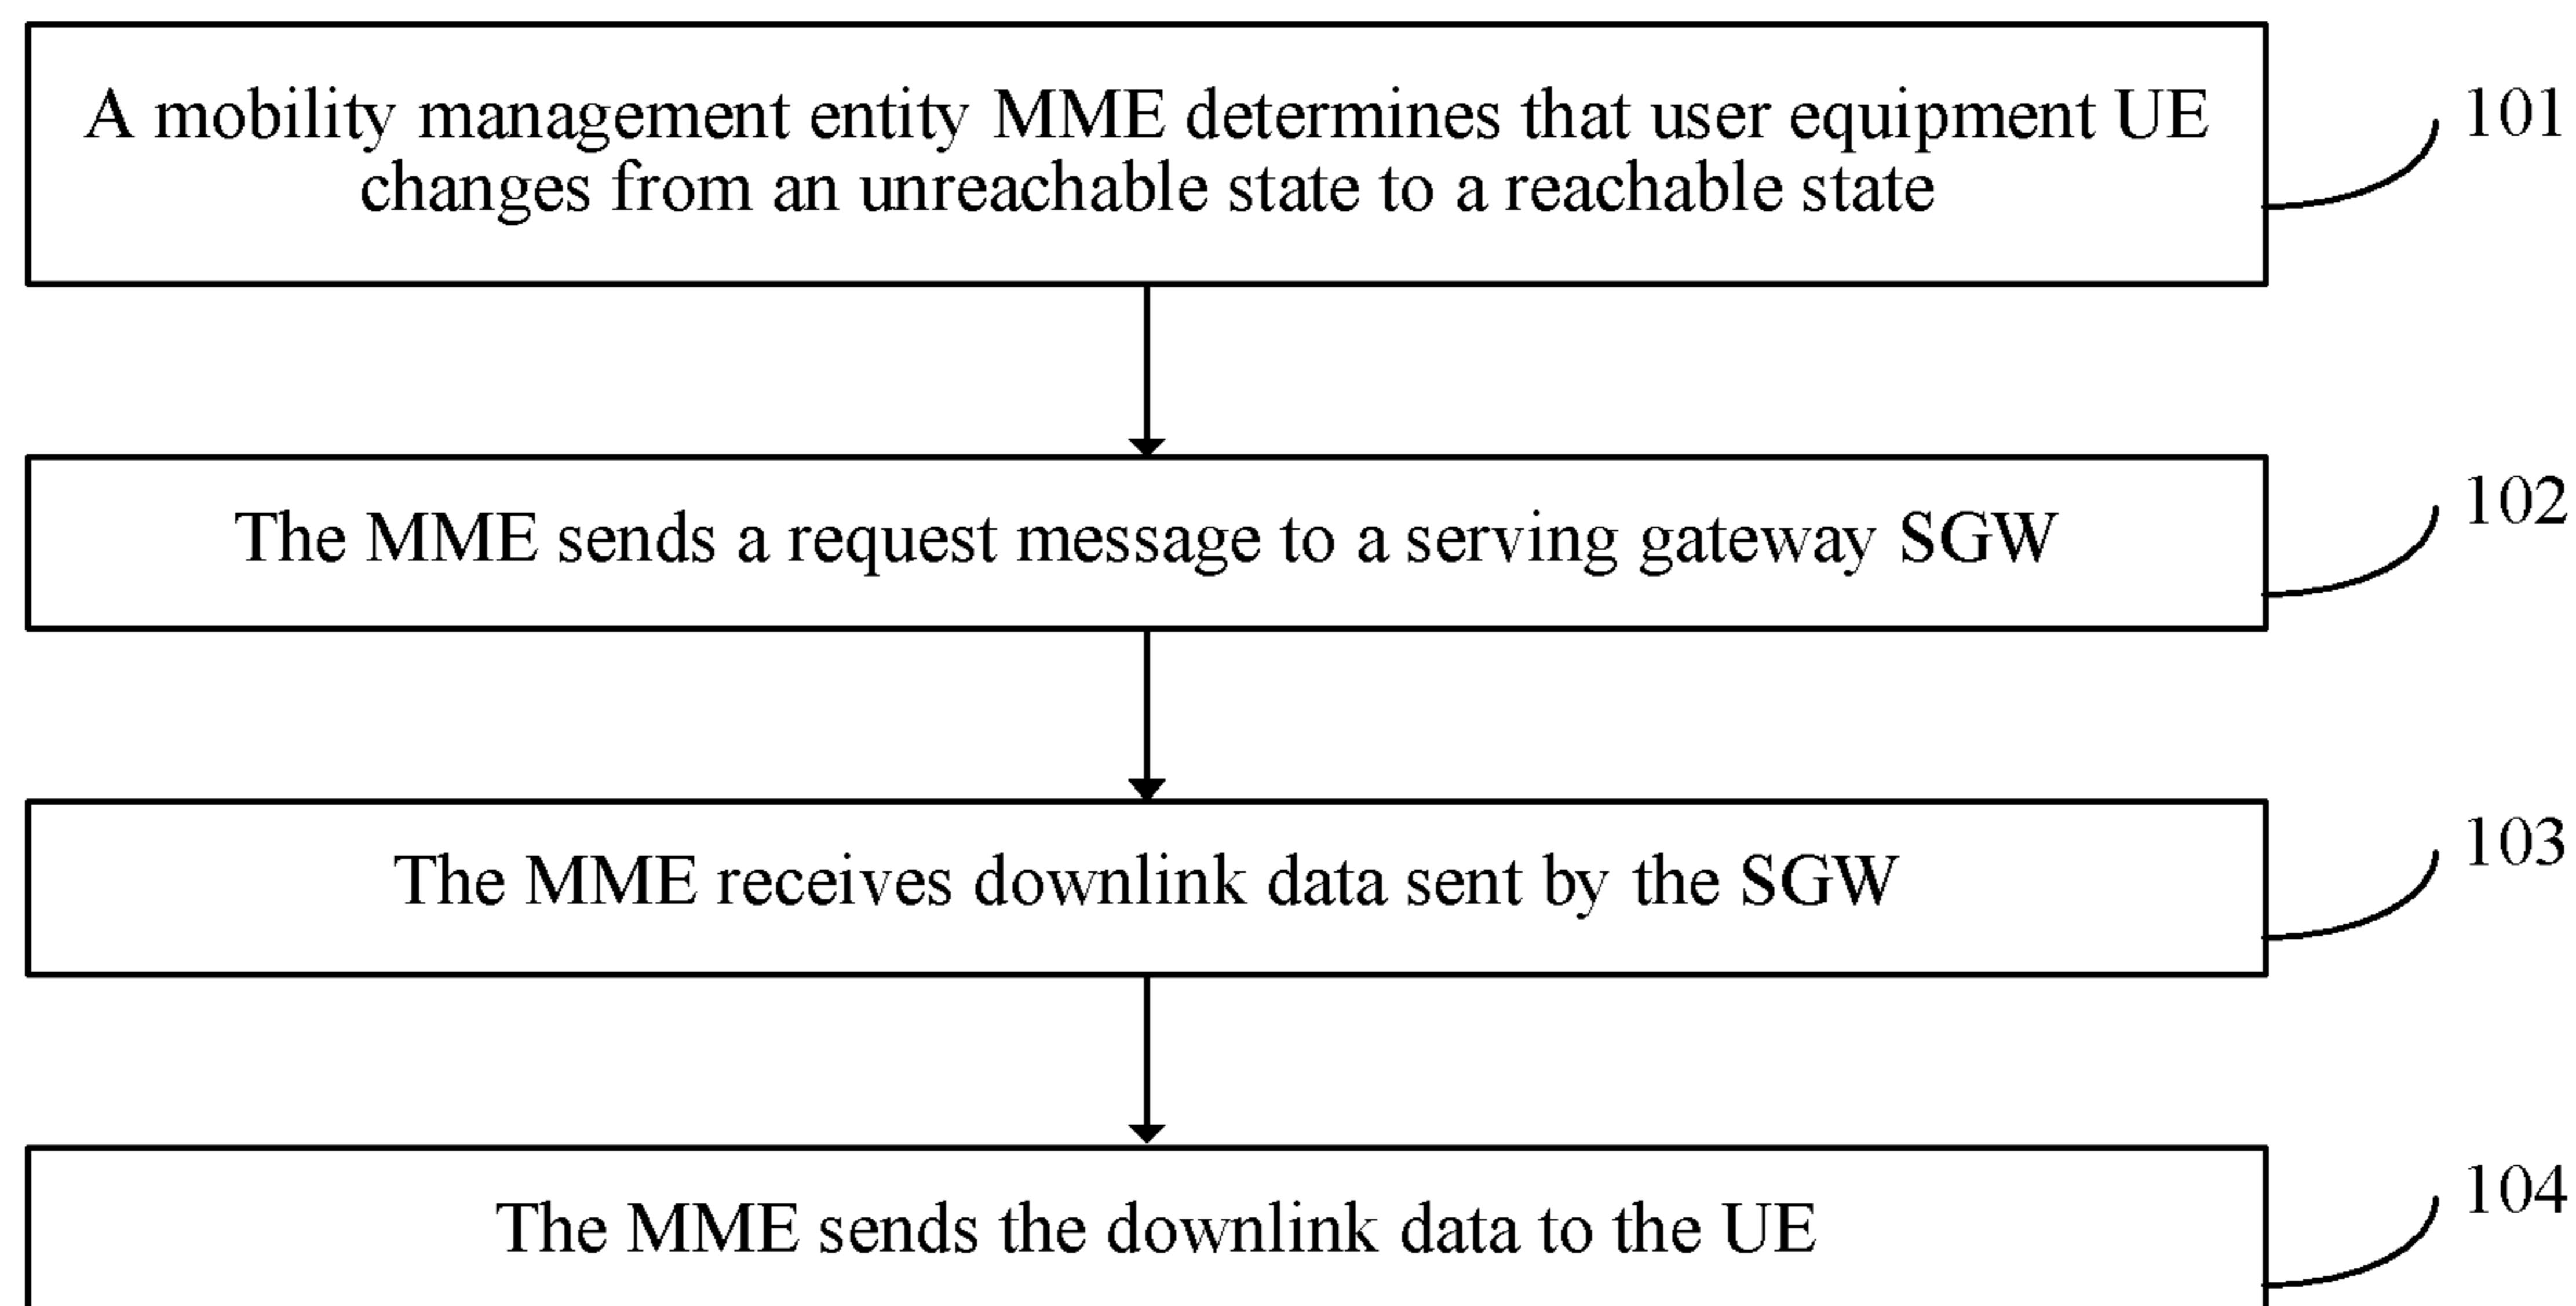 A mobility management entity MME determines that user equipment UE
changes from an unreachable state to a reachable state
101
The MME sends a request message to a serving gateway SGW
102
The MME receives downlink data sent by the SGW
103
The MME sends the downlink data to the UE
104